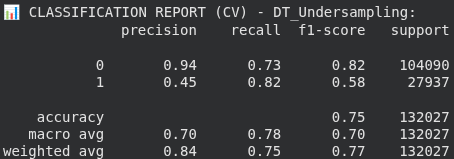 📊 CLASSIFICATION REPORT (CV) - DT_Undersampling:
precision recall f1-score support
0 0.94 0.73 0.82 104090
1 0.45 0.82 0.58 27937
accuracy 0.75 132027
macro avg 0.70 0.78 0.70 132027
weighted avg 0.84 0.75 0.77 132027